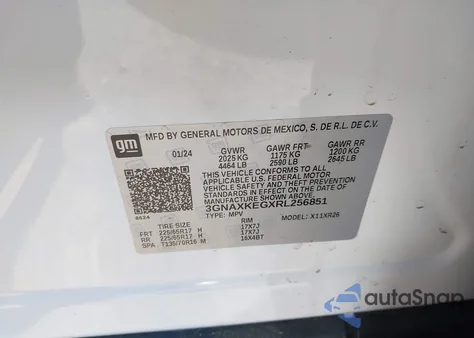 gm
MFD BY GENERAL MOTORS DE MEXICO, S. DE R.L. DE C.V.
01/24 GVWR GAWR FRT GAWR RR
2025 KG 1175 KG 1200 KG
4464 LB 2590 LB 2645 LB
THIS VEHICLE CONFORMS TO ALL
APPLICABLE U.S. FEDERAL MOTOR
VEHICLE SAFETY AND THEFT PREVENTION
STANDARDS IN EFFECT ON THE DATE OF
MANUFACTURE SHOWN ABOVE.
3GNAXKEGXRL256851
TYPE: MPV MODEL: X11XR26
TIRE SIZE RIM
FRT 225/65R17 H 17X7J
RR 225/65R17 H 17X7J
SPA T135/70R16 M 16X4BT
autoSnap